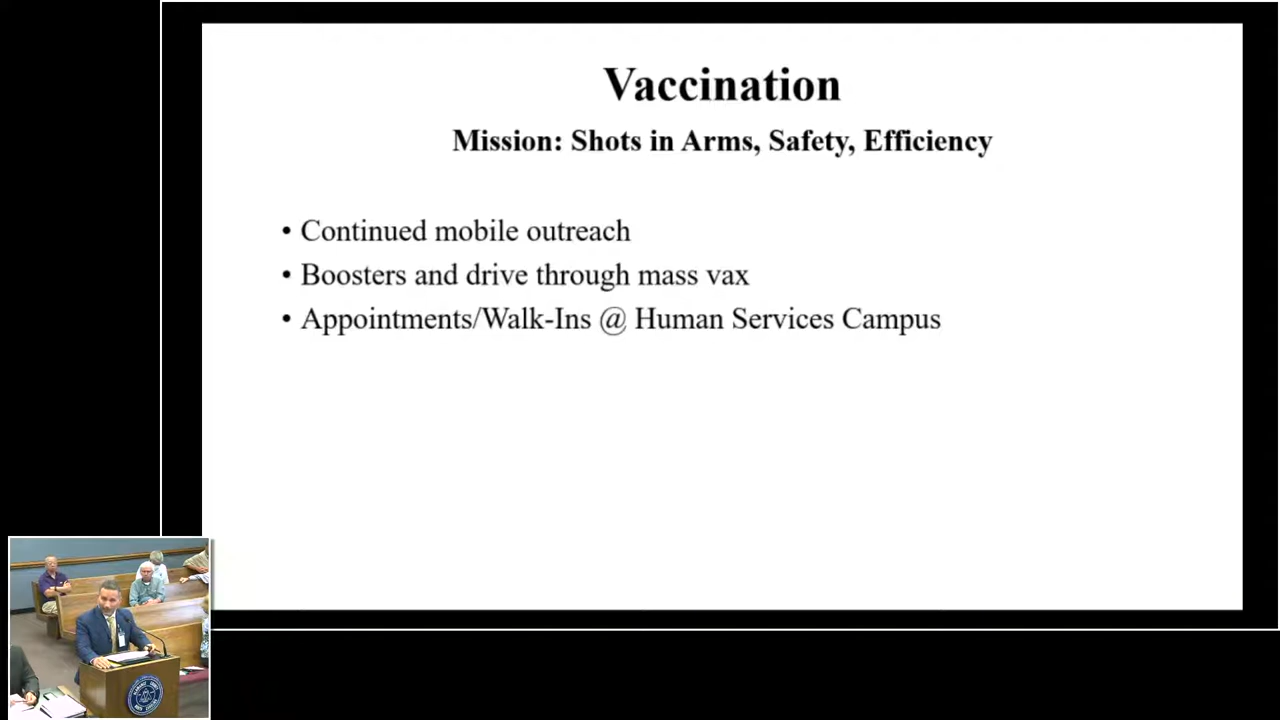 Vaccination
Mission: Shots in Arms, Safety, Efficiency
• Continued mobile outreach
• Boosters and drive through mass vax
• Appointments/Walk-Ins @ Human Services Campus